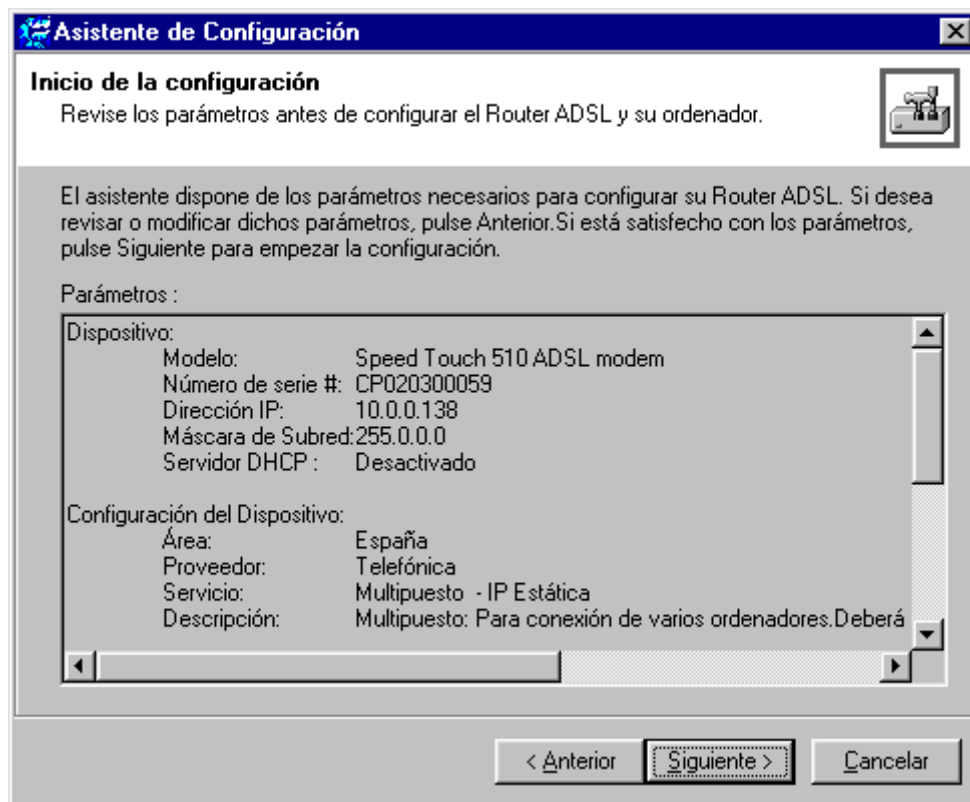 Asistente de Configuración
Inicio de la configuración
Revise los parámetros antes de configurar el Router ADSL y su ordenador.
El asistente dispone de los parámetros necesarios para configurar su Router ADSL. Si desea
revisar o modificar dichos parámetros, pulse Anterior.Si está satisfecho con los parámetros,
pulse Siguiente para empezar la configuración.
Parámetros :
Dispositivo:
Modelo: Speed Touch 510 ADSL modem
Número de serie #: CP020300059
Dirección IP: 10.0.0.138
Máscara de Subred:255.0.0.0
Servidor DHCP : Desactivado
Configuración del Dispositivo:
Área: España
Proveedor: Telefónica
Servicio: Multipuesto - IP Estática
Descripción: Multipuesto: Para conexión de varios ordenadores.Deberá
< Anterior
Siguiente >
Cancelar